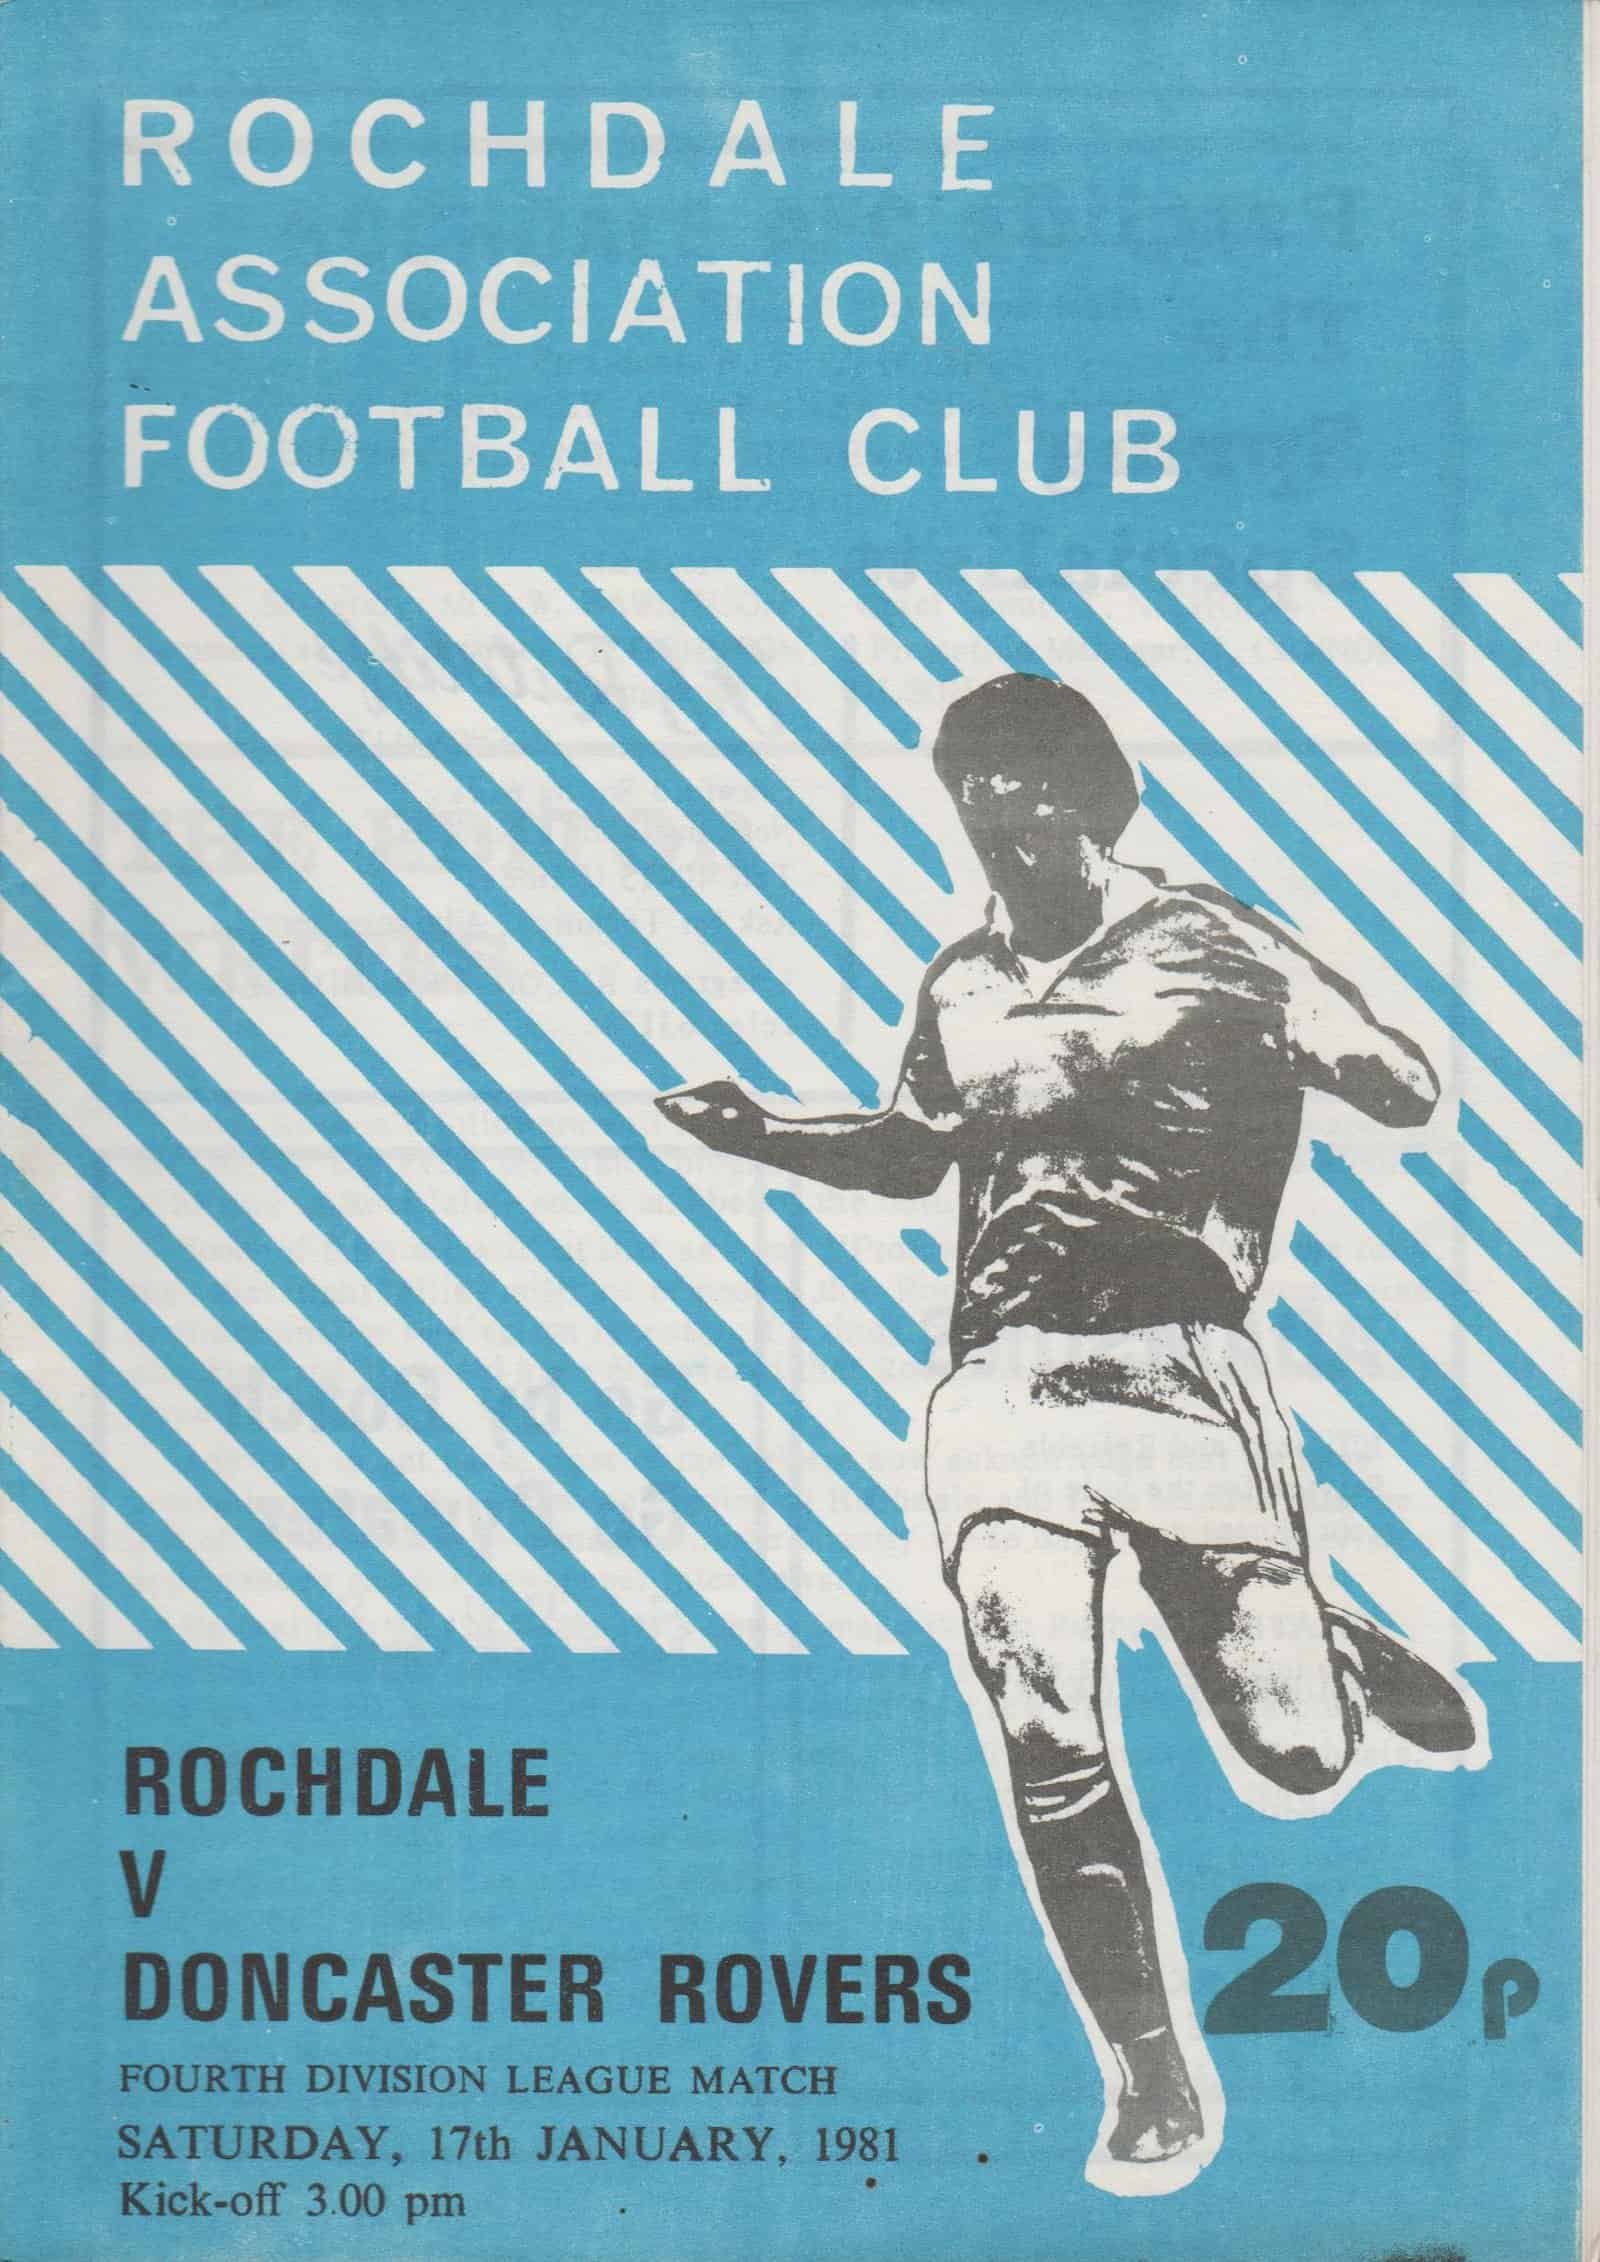 ROCHDALE
ASSOCIATION
FOOTBALL CLUB
ROCHDALE
V
DONCASTER ROVERS
20p
FOURTH DIVISION LEAGUE MATCH
SATURDAY, 17th JANUARY, 1981
Kick-off 3.00 pm